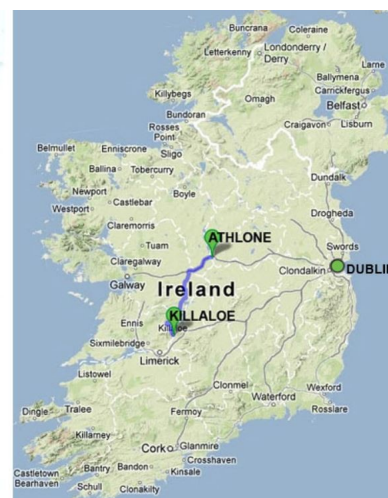 Buncrana
Coleraine
Letterkenny
Londonderry /
Derry
Larne
Ballymena
Carrickfergus
Killybegs
Omagh
Belfast
Bundoran
Craigavon
Lisburn
Rosses
Point
Belmullet
Enniscrone
Sligo
Ballina
Tobercurry
Dundalk
Newport
Castlebar
Boyle
Westport
Drogheda
Claremorris
ATHLONE
Swords
Tuam
Claregalway
Clondalkin
DUBLI
Galway
Ireland
KILLALOE
Ennis
Killaloe
Sixmilebridge
Limerick
Listowel
Clonmel
Wexford
Waterford
Rosslare
Dingle
Tralee
Fermoy
Killarney
Cork
Glanmire
Crosshaven
Castletown
Bearhaven
Bantry
Bandon
Kinsale
Schull
Clonakilty